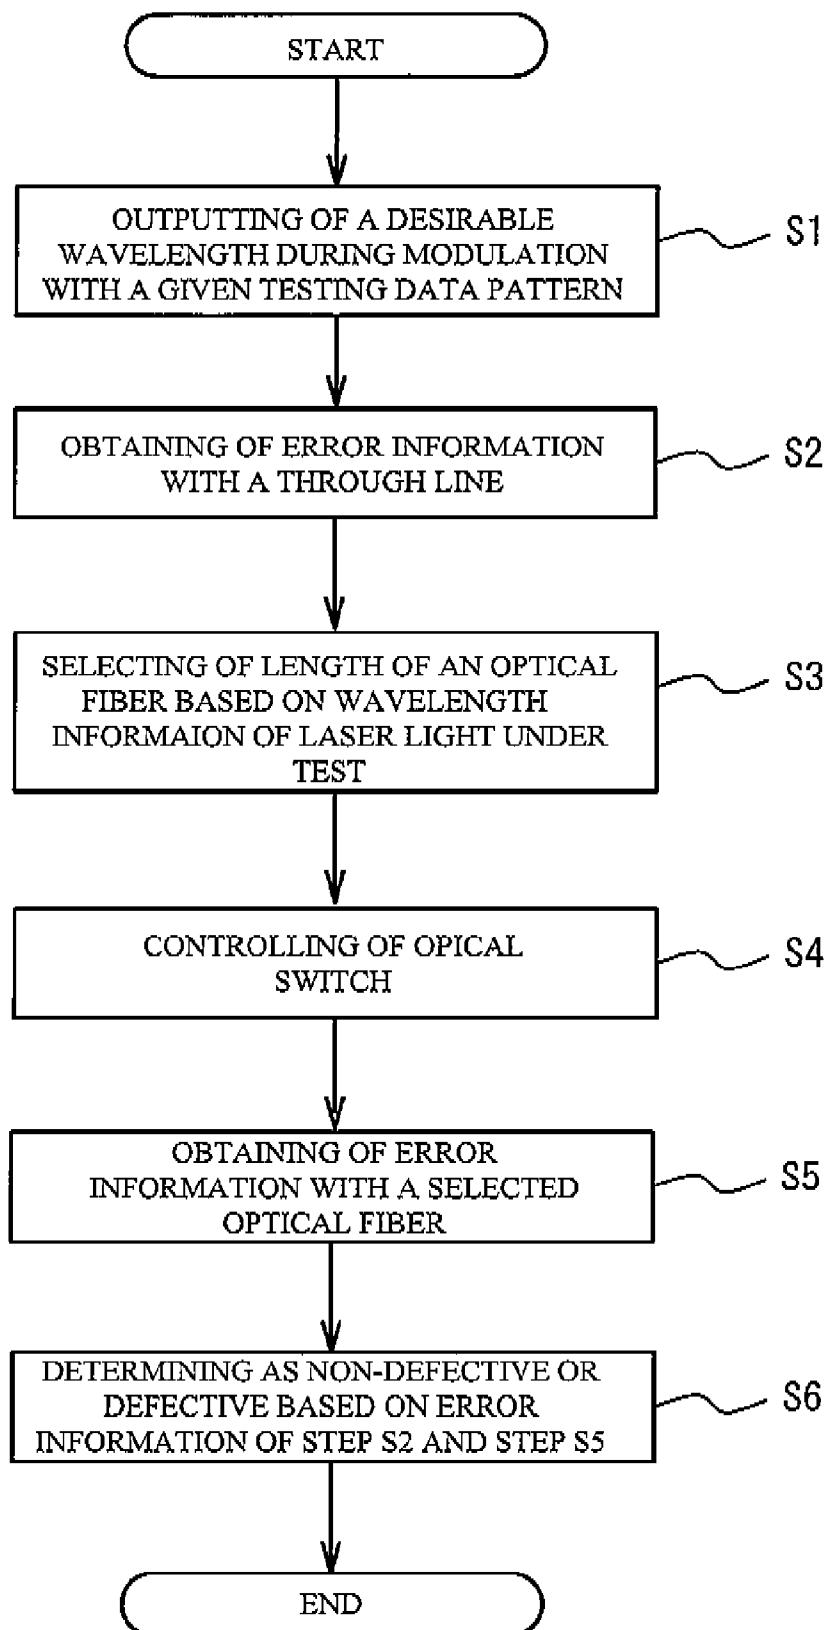 START
OUTPUTTING OF A DESIRABLE
WAVELENGTH DURING MODULATION
WITH A GIVEN TESTING DATA PATTERN
S1
OBTAINING OF ERROR INFORMATION
WITH A THROUGH LINE
S2
SELECTING OF LENGTH OF AN OPTICAL
FIBER BASED ON WAVELENGTH
INFORMAION OF LASER LIGHT UNDER
TEST
S3
CONTROLLING OF OPICAL
SWITCH
S4
OBTAINING OF ERROR
INFORMATION WITH A SELECTED
OPTICAL FIBER
S5
DETERMINING AS NON-DEFECTIVE OR
DEFECTIVE BASED ON ERROR
INFORMATION OF STEP S2 AND STEP S5
S6
END